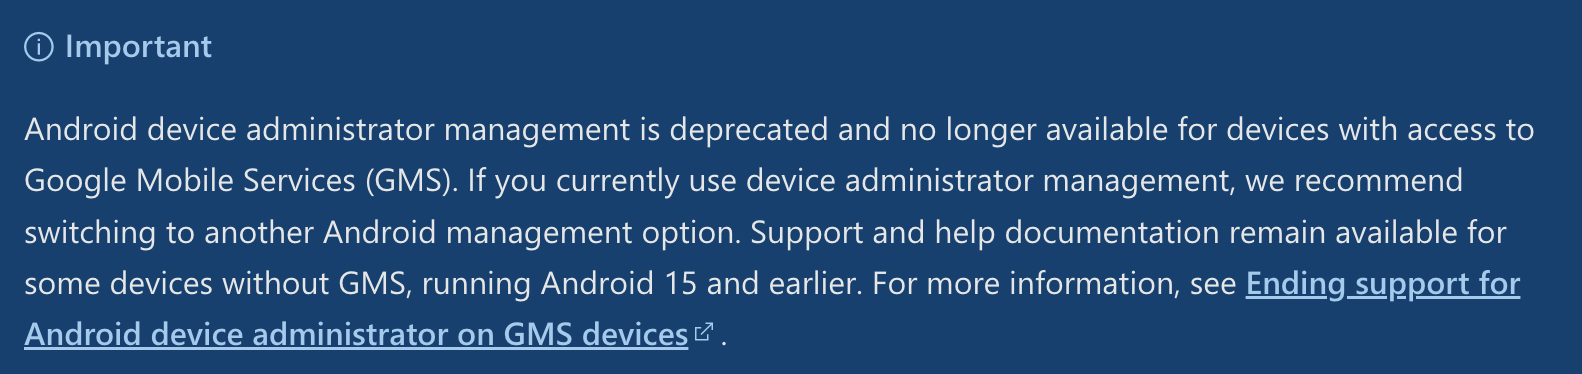 Important
Android device administrator management is deprecated and no longer available for devices with access to
Google Mobile Services (GMS). If you currently use device administrator management, we recommend
switching to another Android management option. Support and help documentation remain available for
some devices without GMS, running Android 15 and earlier. For more information, see Ending support for
Android device administrator on GMS devices .